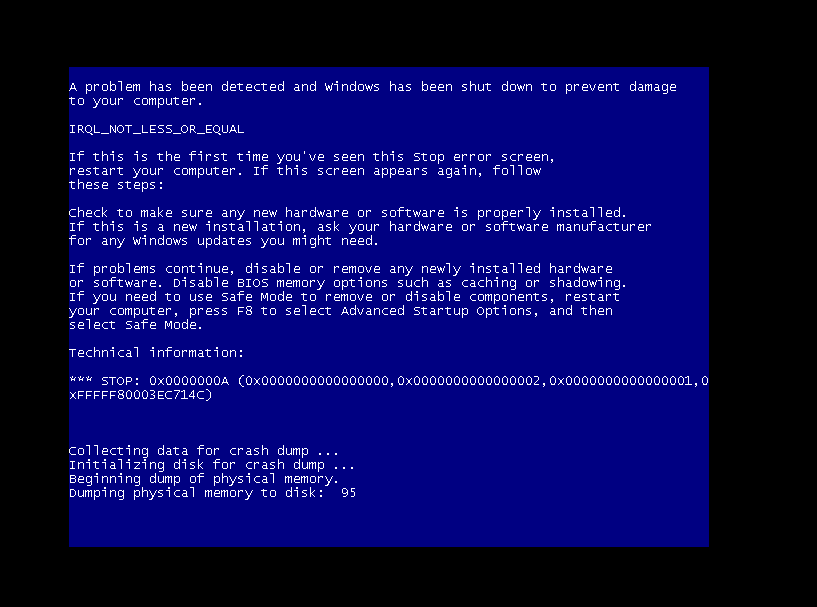 A problem has been detected and Windows has been shut down to prevent damage
to your computer.
IRQL_NOT_LESS_OR_EQUAL
If this is the first time you've seen this Stop error screen,
restart your computer. If this screen appears again, follow
these steps:
Check to make sure any new hardware or software is properly installed.
If this is a new installation, ask your hardware or software manufacturer
for any Windows updates you might need.
If problems continue, disable or remove any newly installed hardware
or software. Disable BIOS memory options such as caching or shadowing.
If you need to use Safe Mode to remove or disable components, restart
your computer, press F8 to select Advanced Startup Options, and then
select Safe Mode.
Technical information:
*** STOP: 0x0000000A (0x0000000000000000,0x0000000000000002,0x0000000000000001,0
xFFFFF80003EC714C)
Collecting data for crash dump ...
Initializing disk for crash dump ...
Beginning dump of physical memory.
Dumping physical memory to disk:  95